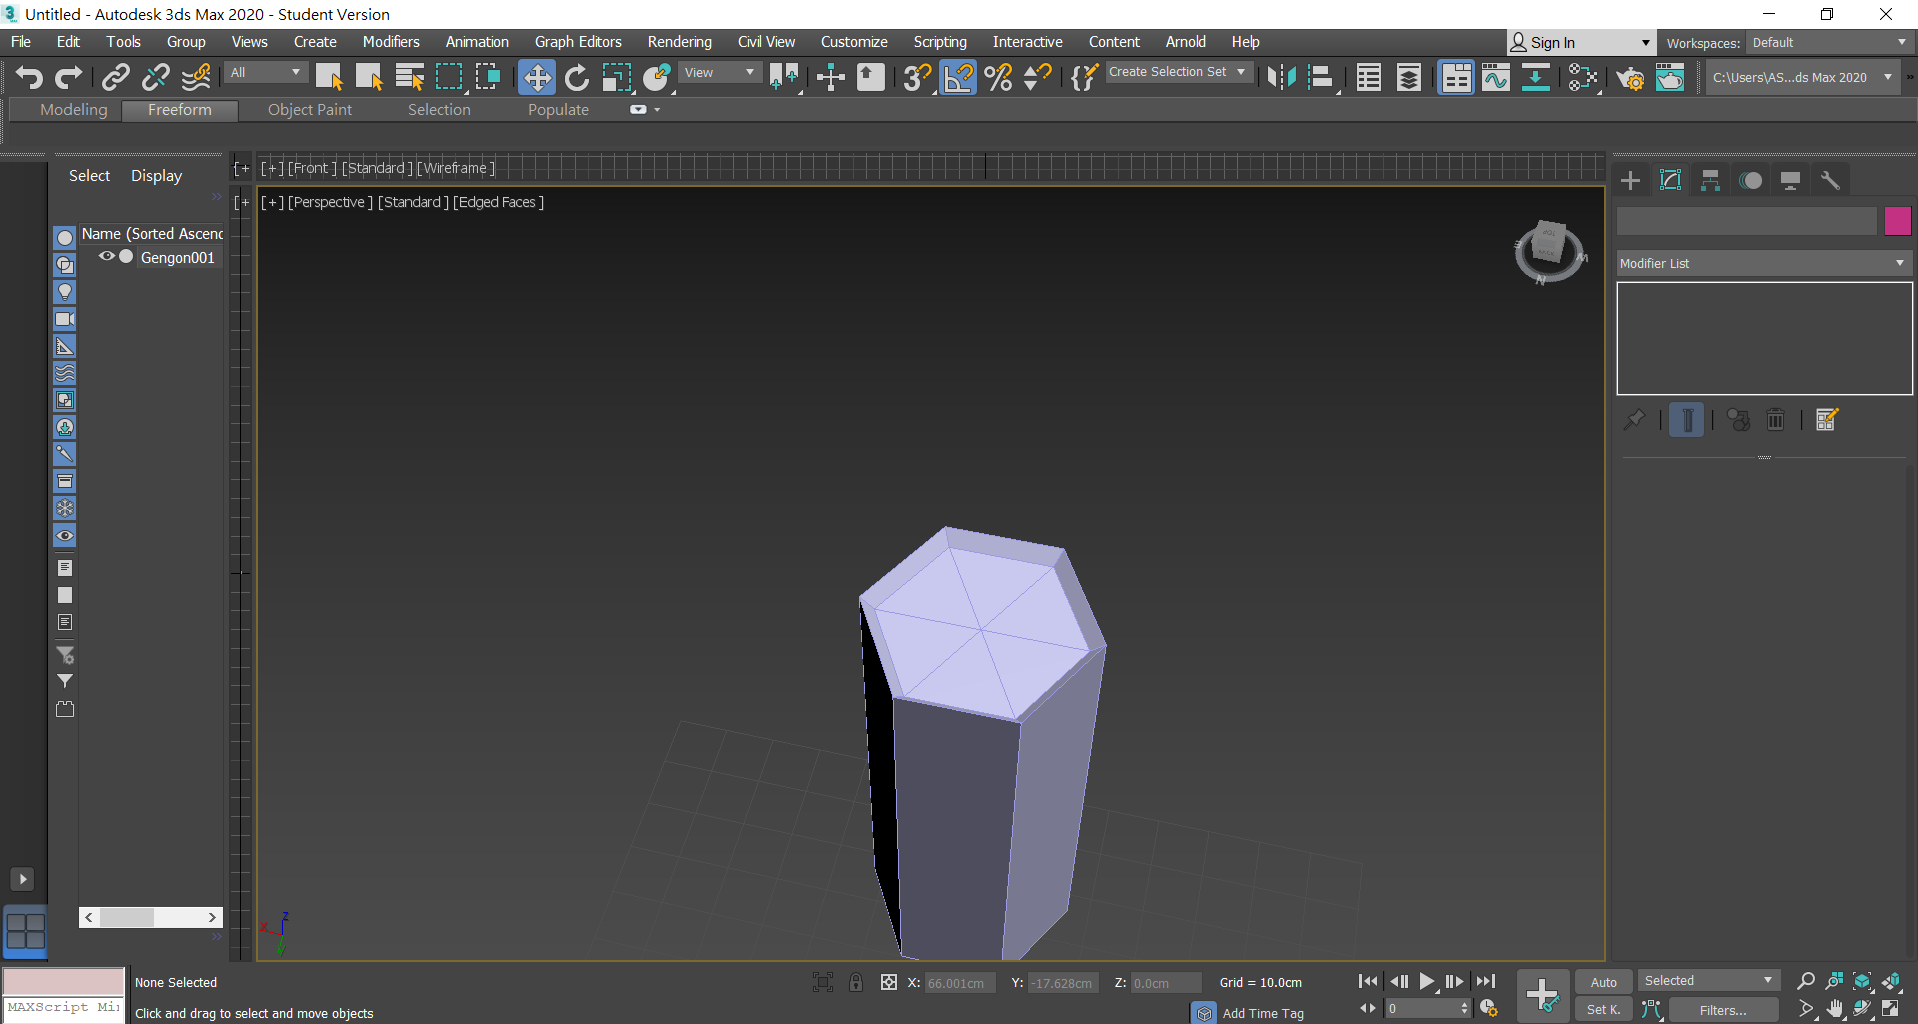 Untitled - Autodesk 3ds Max 2020 - Student Version
File Edit Tools Group Views Create Modifiers Animation Graph Editors Rendering Civil View Customize Scripting Interactive Content Arnold Help
Sign In Workspaces: Default
All View Create Selection Set C:\Users\AS...ds Max 2020
Modeling Freeform Object Paint Selection Populate
Select Display
[+ [+] [Front ] [Standard ] [Wireframe ]
[+ [+] [Perspective ] [Standard ] [Edged Faces ]
Name (Sorted Ascend
Gengon001
TOP
W
N
Modifier List
z
x
None Selected
X: 66.001cm Y: -17.628cm Z: 0.0cm Grid = 10.0cm
Auto Selected
MAXScript Mi
Click and drag to select and move objects
Add Time Tag
0
Set K. Filters...